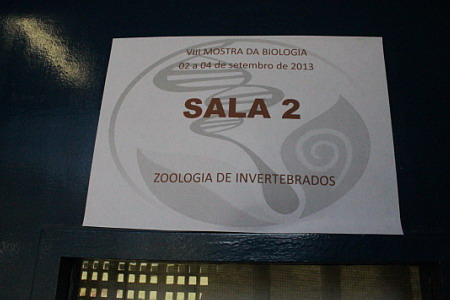 VIII MOSTRA DA BIOLOGIA
02 a 04 de setembro de 2013
SALA 2
ZOOLOGIA DE INVERTEBRADOS